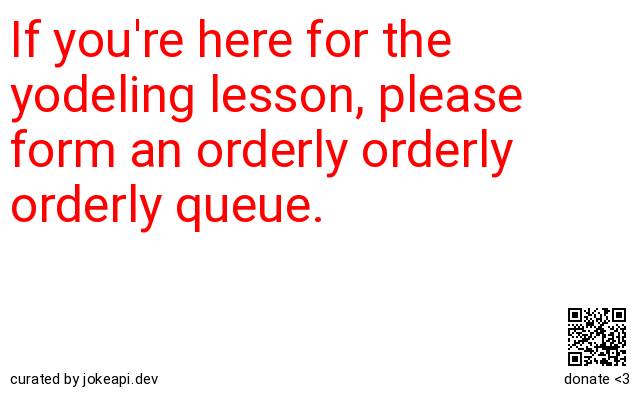 If you're here for the
yodeling lesson, please
form an orderly orderly
orderly queue.
curated by jokeapi.dev
donate <3